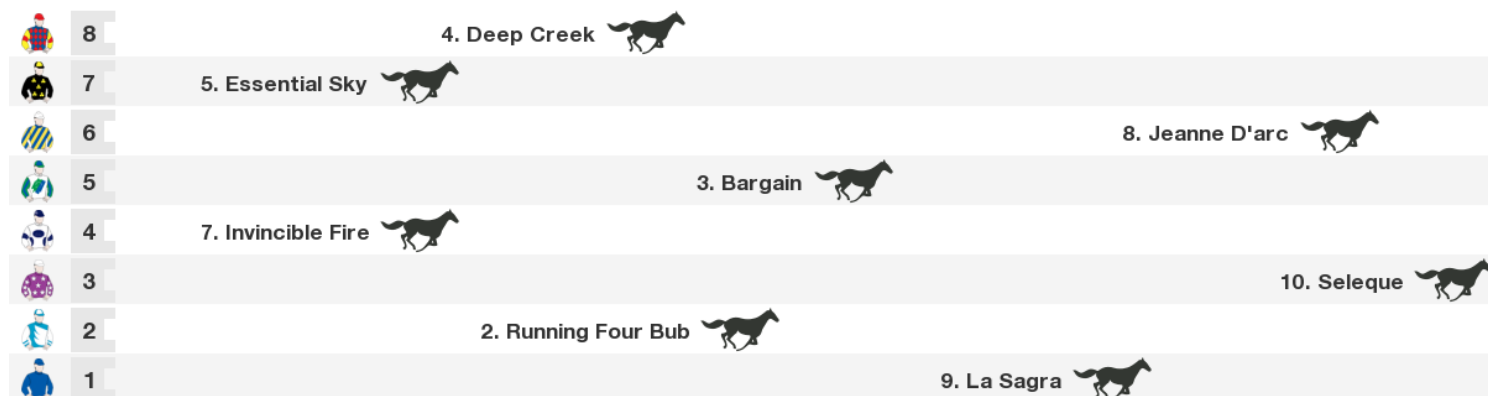 8 4. Deep Creek
7 5. Essential Sky
6 8. Jeanne D'arc
5 3. Bargain
4 7. Invincible Fire
3 10. Seleque
2 2. Running Four Bub
1 9. La Sagra